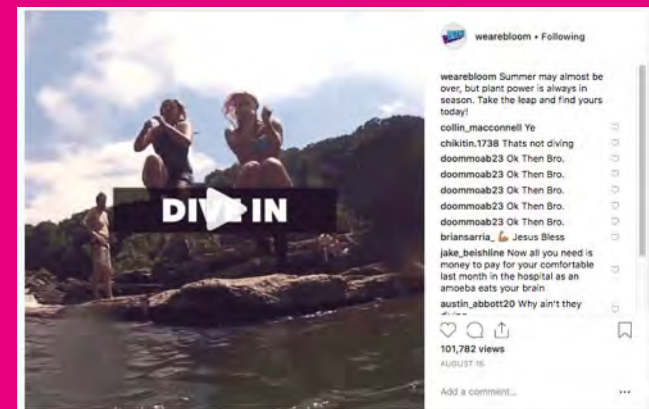 DIVE IN
wearebloom • Following
wearebloom Summer may almost be
over, but plant power is always in
season. Take the leap and find yours
today!
collin_macconnell Ye
chikitin.1738 Thats not diving
doommoab23 Ok Then Bro.
doommoab23 Ok Then Bro.
doommoab23 Ok Then Bro.
doommoab23 Ok Then Bro.
doommoab23 Ok Then Bro.
briansarria_ 💪 Jesus Bless
jake_beishline Now all you need is
money to pay for your comfortable
last month in the hospital as an
amoeba eats your brain
austin_abbott20 Why ain't they
101,782 views
Add a comment...